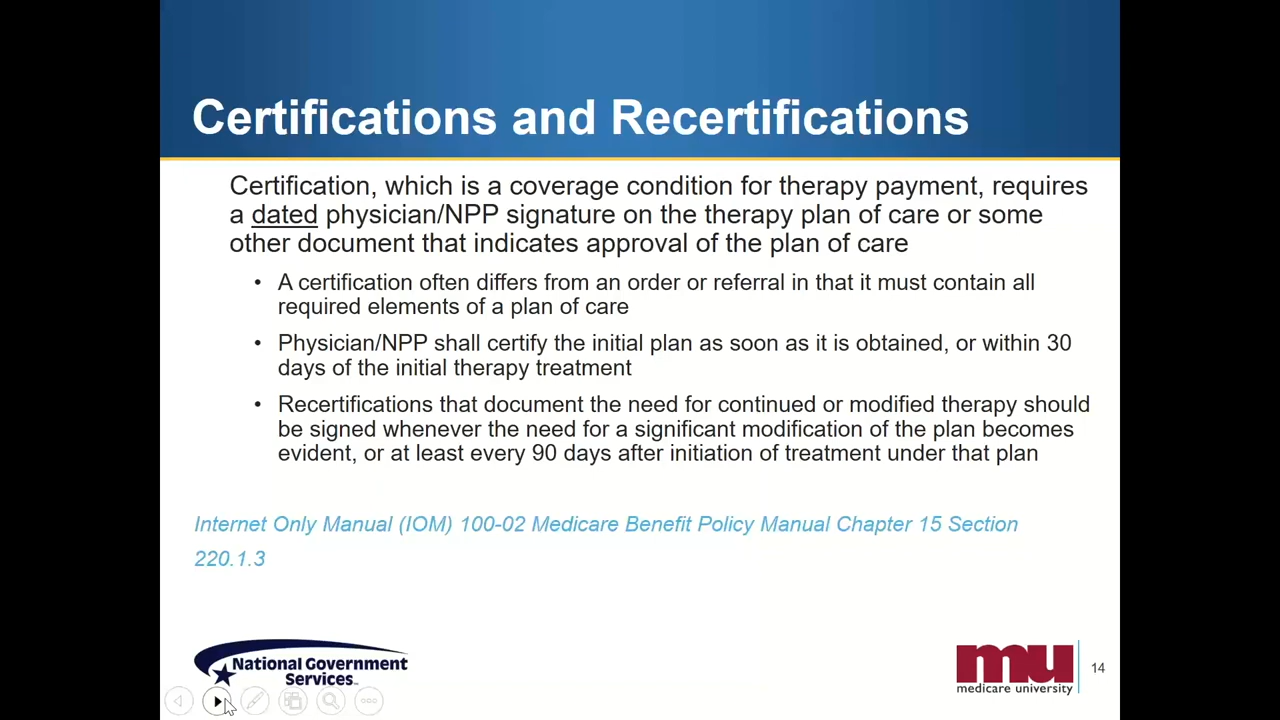 Certifications and Recertifications
Certification, which is a coverage condition for therapy payment, requires
a dated physician/NPP signature on the therapy plan of care or some
other document that indicates approval of the plan of care
• A certification often differs from an order or referral in that it must contain all
required elements of a plan of care
• Physician/NPP shall certify the initial plan as soon as it is obtained, or within 30
days of the initial therapy treatment
• Recertifications that document the need for continued or modified therapy should
be signed whenever the need for a significant modification of the plan becomes
evident, or at least every 90 days after initiation of treatment under that plan
Internet Only Manual (IOM) 100-02 Medicare Benefit Policy Manual Chapter 15 Section
220.1.3
National Government
Services
mu
medicare university
14